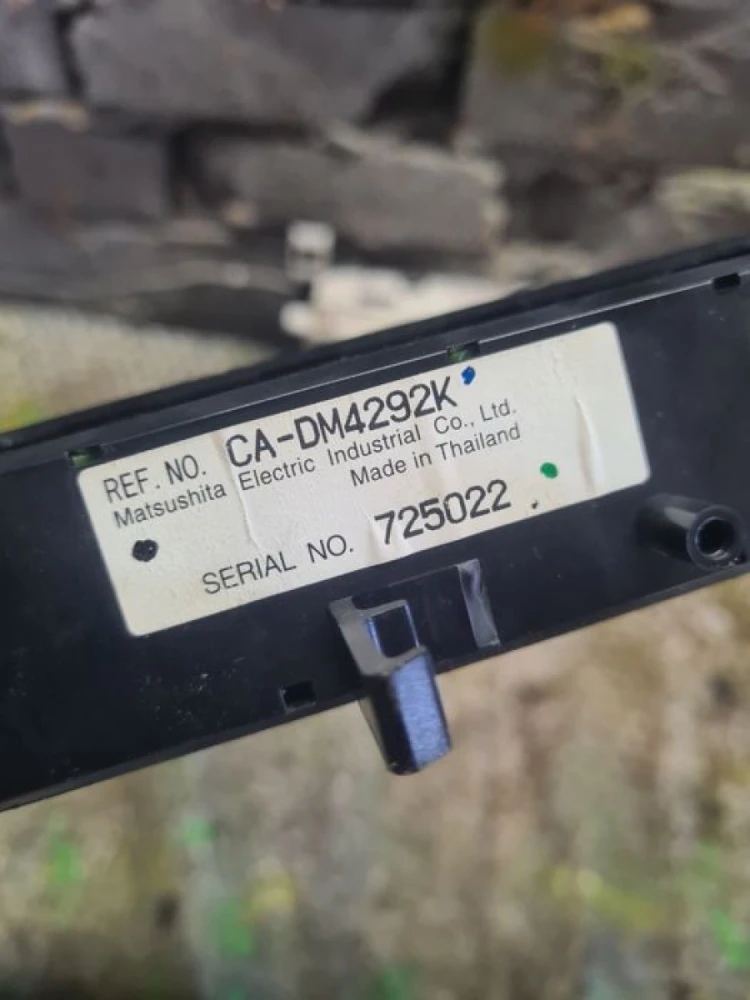 REF. NO. CA-DM4292K
Matsushita Electric Industrial Co., Ltd.
Made in Thailand
SERIAL NO. 725022